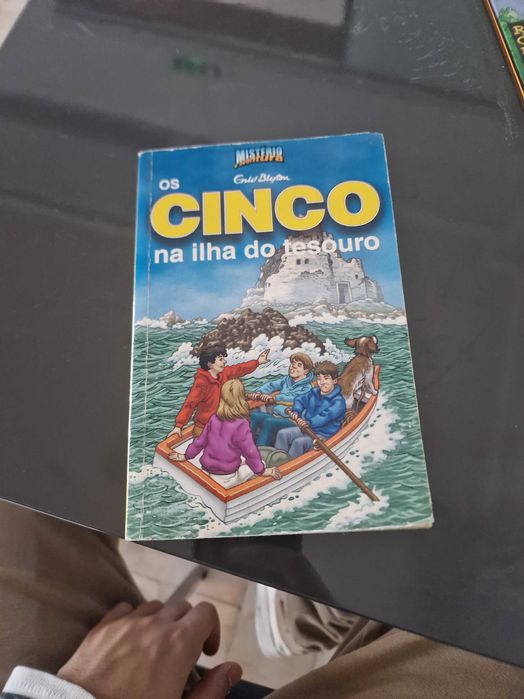 MISTÉRIO
Enid Blyton
OS
CINCO
na ilha do tesouro